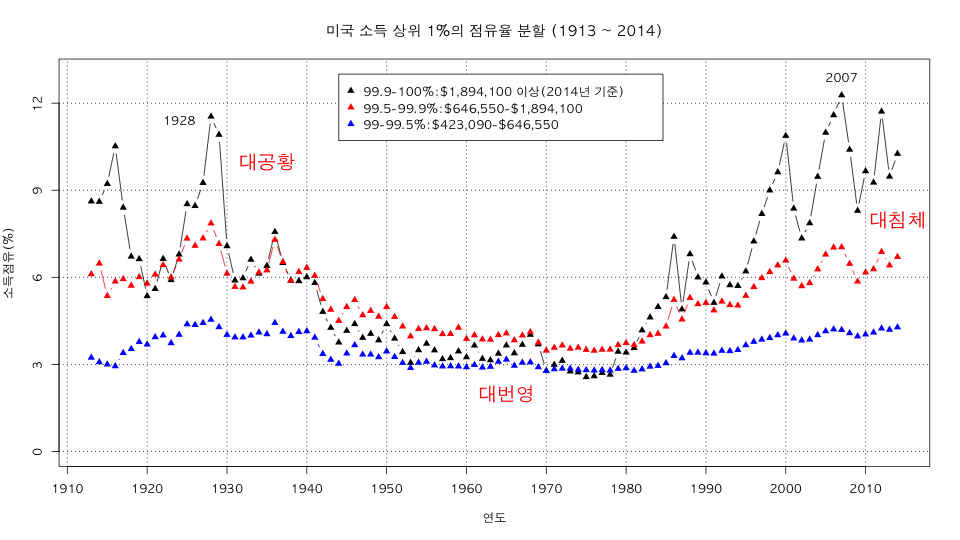 미국 소득 상위 1%의 점유율 분할 (1913 ~ 2014)
2007
99.9-100%:$1,894,100 이상(2014년 기준)
99.5-99.9%:$646,550-$1,894,100
99-99.5%:$423,090-$646,550
1928
대공황
대침체
대번영
소득점유(%)
12
9
6
3
0
1910 1920 1930 1940 1950 1960 1970 1980 1990 2000 2010
연도